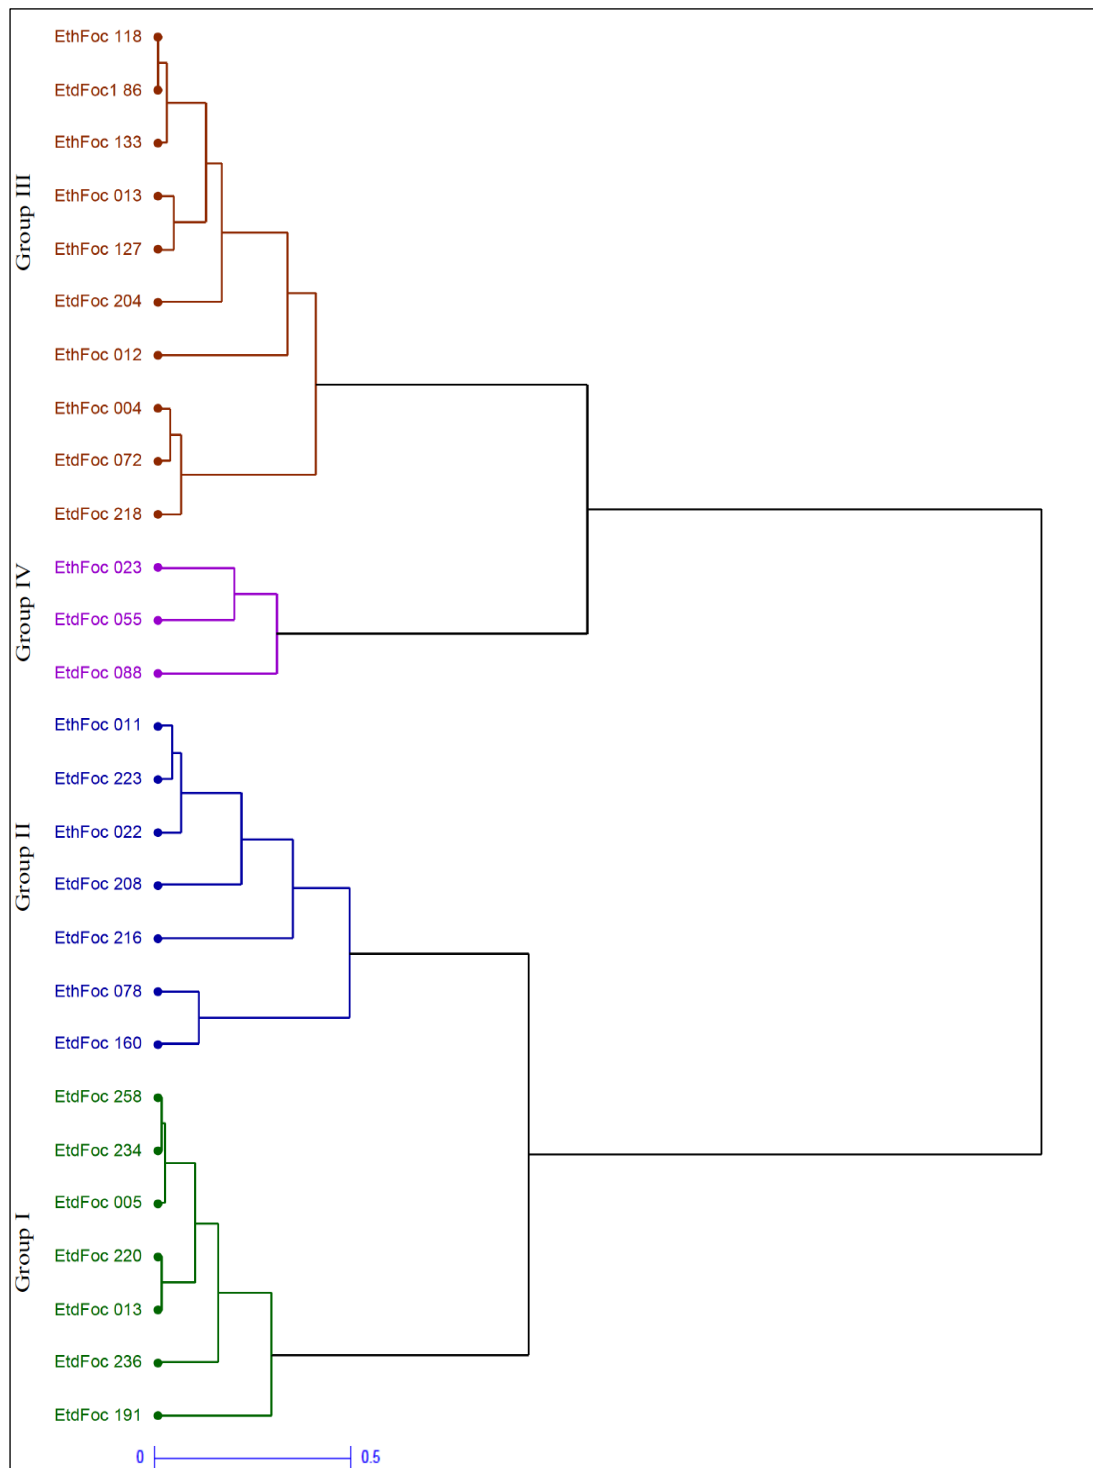 Group III
EthFoc 118
EtdFoc1 86
EthFoc 133
EthFoc 013
EthFoc 127
EtdFoc 204
EthFoc 012
EthFoc 004
EtdFoc 072
EtdFoc 218
Group IV
EthFoc 023
EtdFoc 055
EtdFoc 088
Group II
EthFoc 011
EtdFoc 223
EthFoc 022
EtdFoc 208
EtdFoc 216
EthFoc 078
EtdFoc 160
Group I
EtdFoc 258
EtdFoc 234
EtdFoc 005
EtdFoc 220
EtdFoc 013
EtdFoc 236
EtdFoc 191
0 0.5